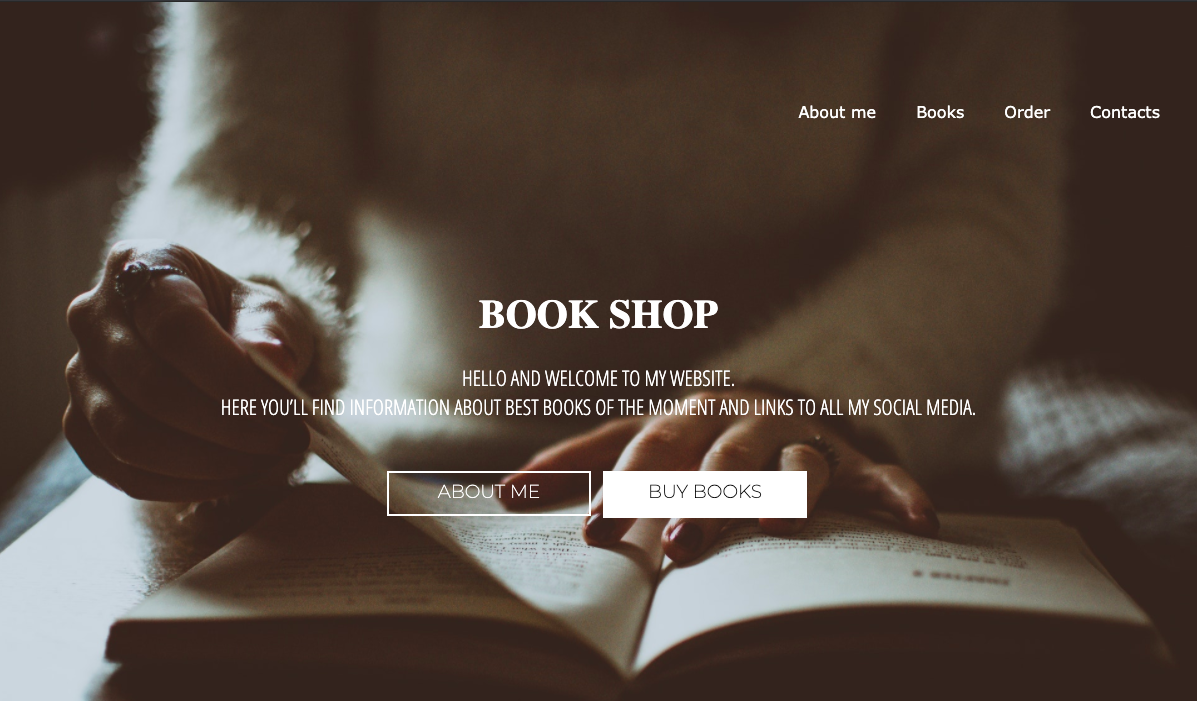 About me Books Order Contacts
BOOK SHOP
HELLO AND WELCOME TO MY WEBSITE.
HERE YOU'LL FIND INFORMATION ABOUT BEST BOOKS OF THE MOMENT AND LINKS TO ALL MY SOCIAL MEDIA.
ABOUT ME BUY BOOKS